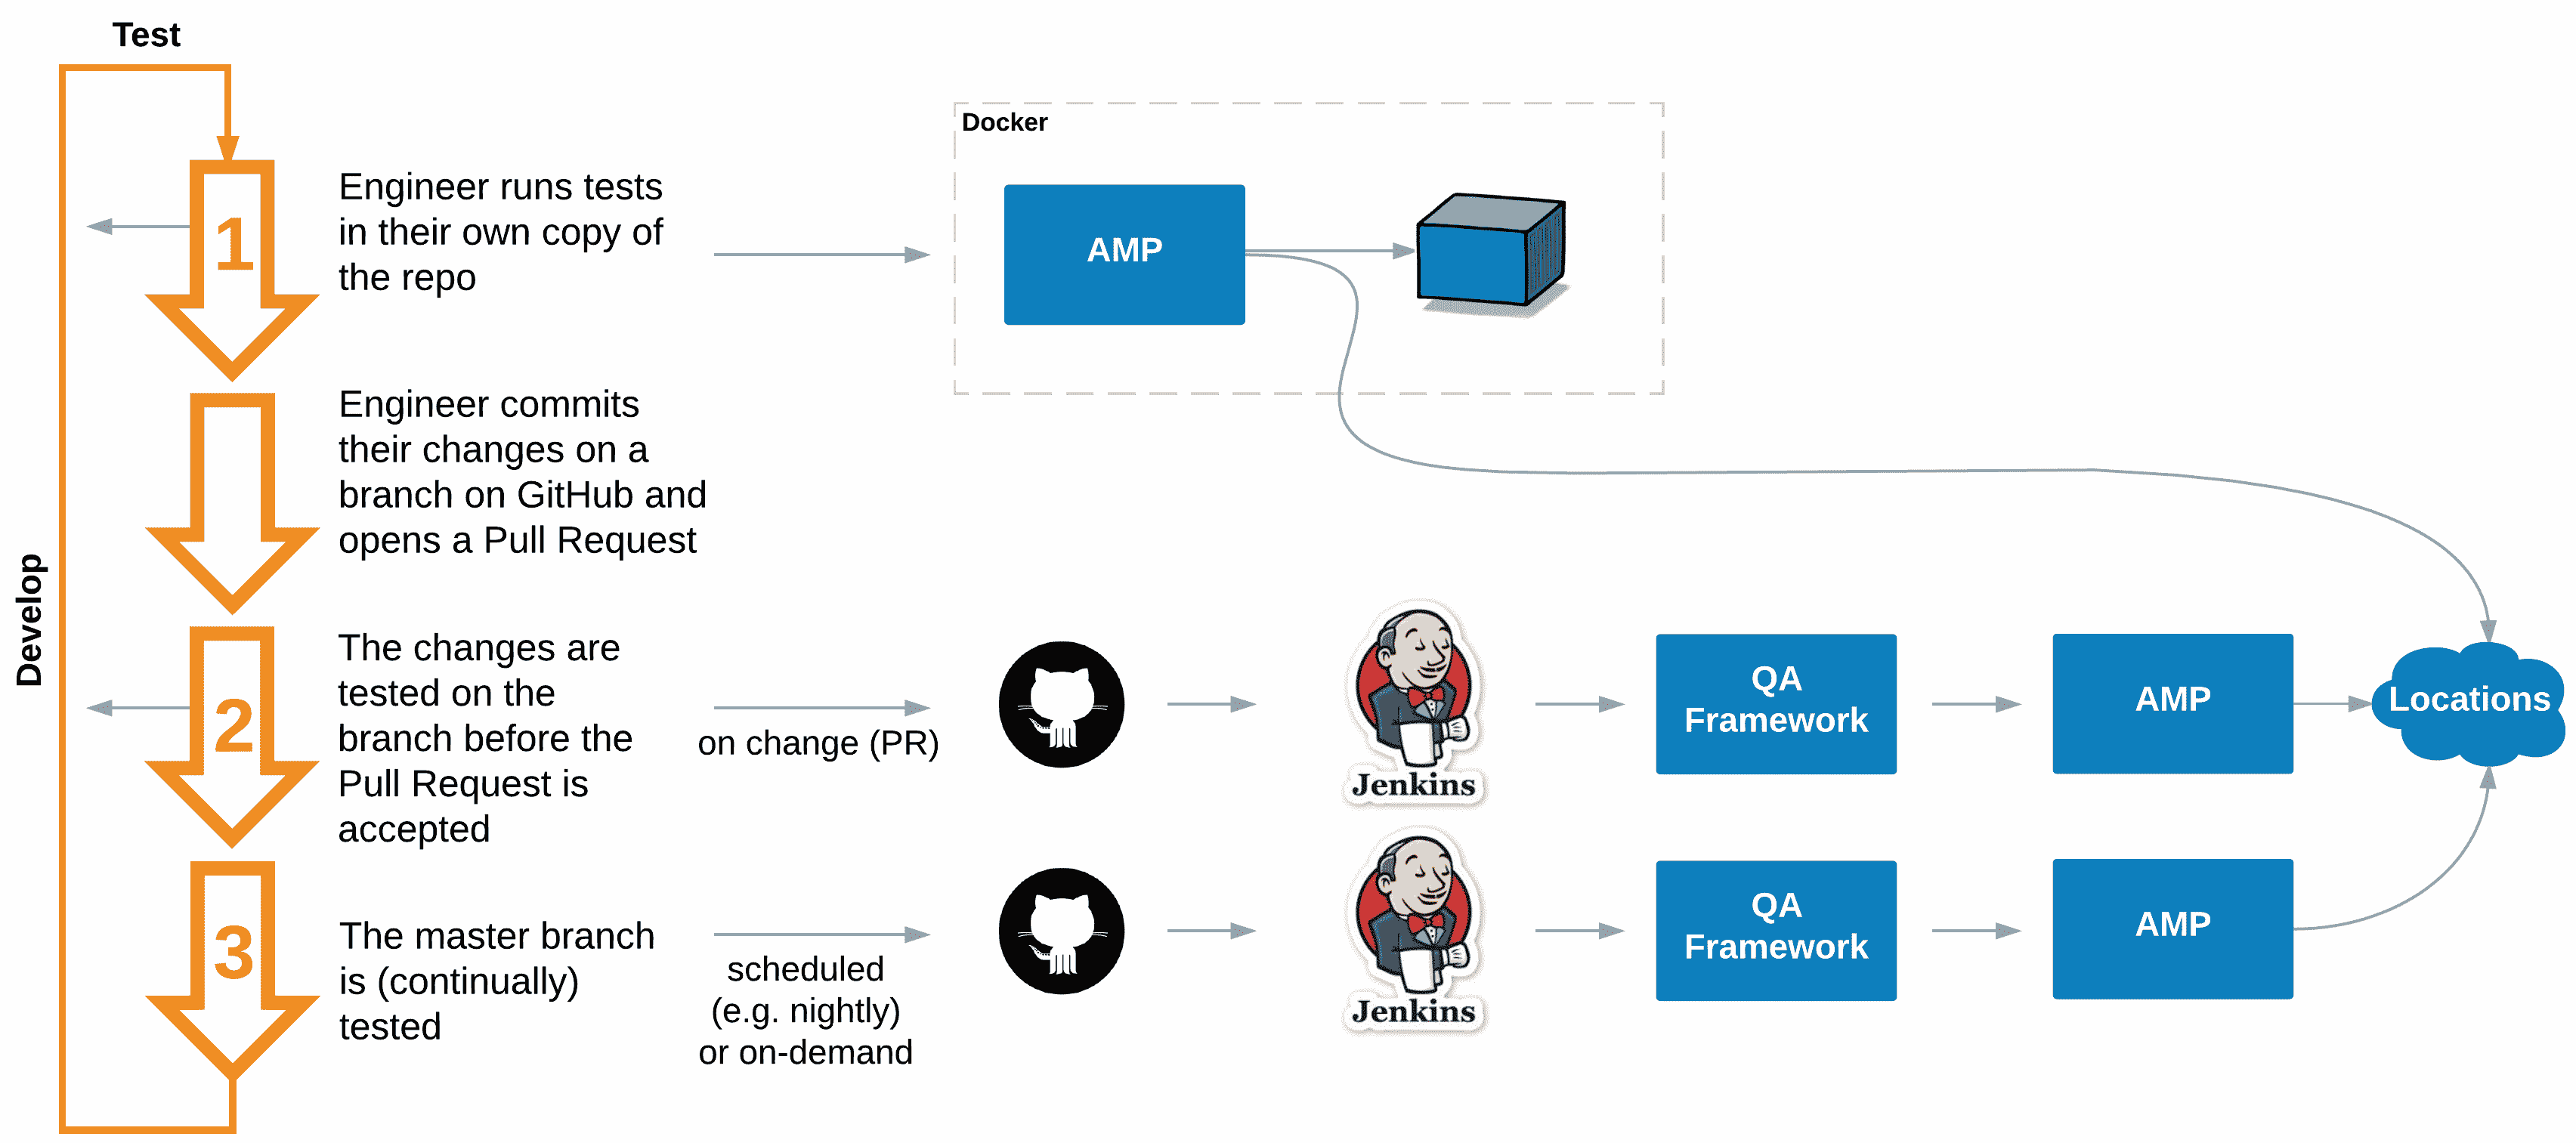 Test
Develop
1
Engineer runs tests
in their own copy of
the repo
Docker
AMP
Engineer commits
their changes on a
branch on GitHub and
opens a Pull Request
2
The changes are
tested on the
branch before the
Pull Request is
accepted
on change (PR)
Jenkins
QA
Framework
AMP
Locations
3
The master branch
is (continually)
tested
scheduled
(e.g. nightly)
or on-demand
Jenkins
QA
Framework
AMP